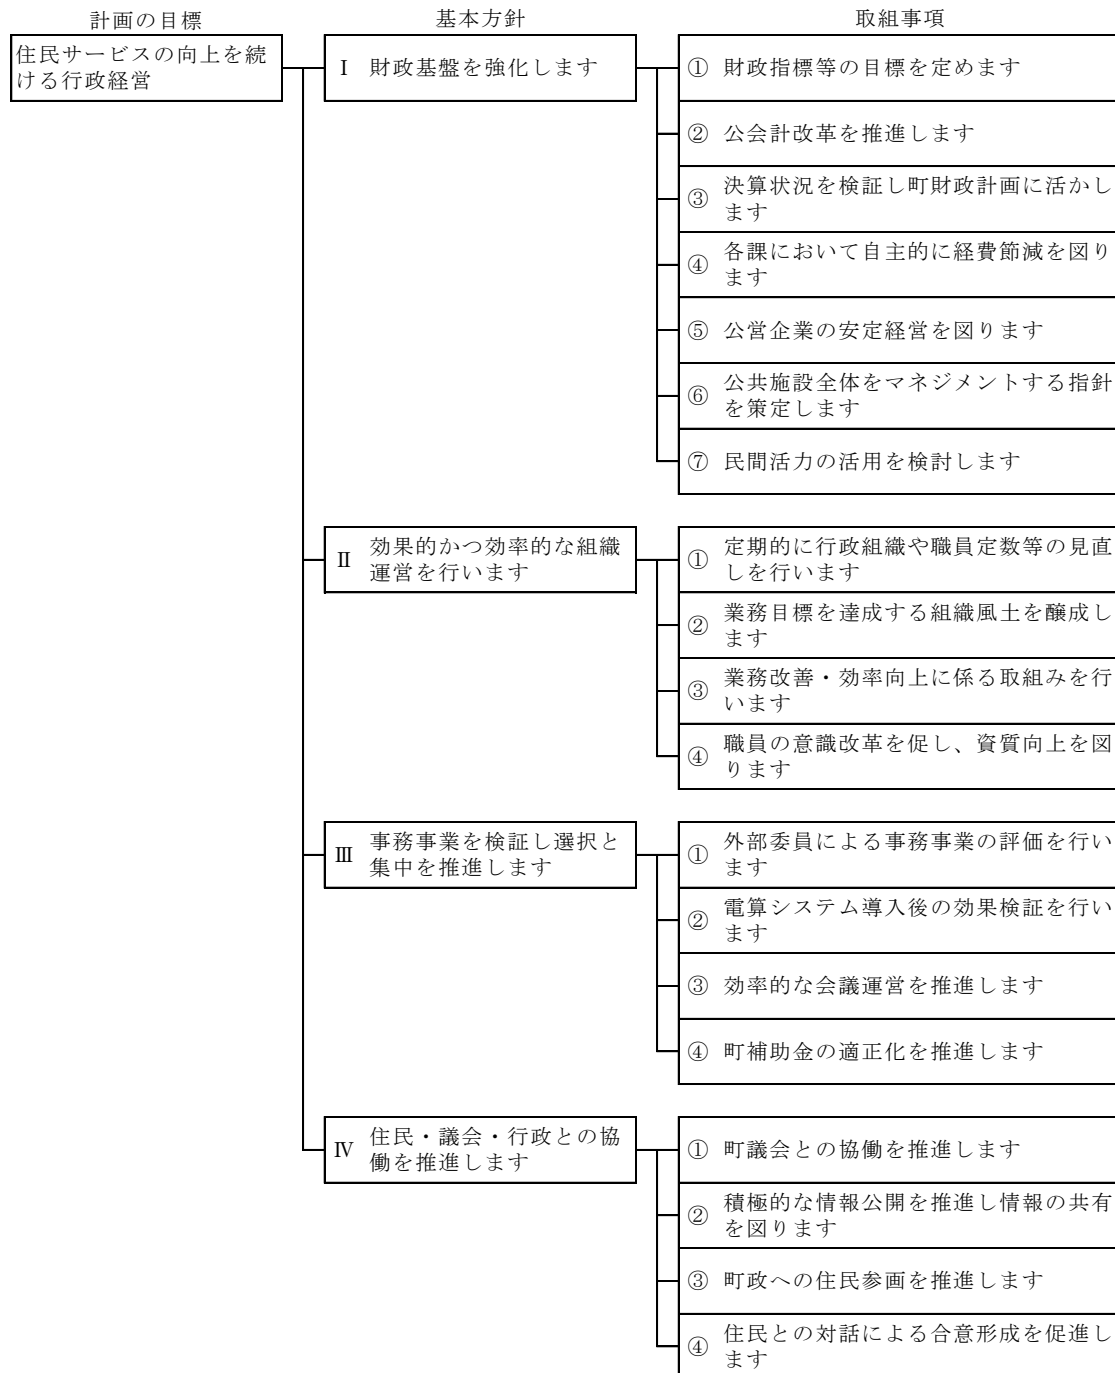 計画の目標
基本方針
取組事項
住民サービスの向上を続
ける行政経営
Ⅰ 財政基盤を強化します
① 財政指標等の目標を定めます
② 公会計改革を推進します
③ 決算状況を検証し町財政計画に活かし
ます
④ 各課において自主的に経費節減を図り
ます
⑤ 公営企業の安定経営を図ります
⑥ 公共施設全体をマネジメントする指針
を策定します
⑦ 民間活力の活用を検討します
Ⅱ 効果的かつ効率的な組織
運営を行います
① 定期的に行政組織や職員定数等の見直
しを行います
② 業務目標を達成する組織風土を醸成し
ます
③ 業務改善・効率向上に係る取組みを行
います
④ 職員の意識改革を促し、資質向上を図
ります
Ⅲ 事務事業を検証し選択と
集中を推進します
① 外部委員による事務事業の評価を行い
ます
② 電算システム導入後の効果検証を行い
ます
③ 効率的な会議運営を推進します
④ 町補助金の適正化を推進します
Ⅳ 住民・議会・行政との協
働を推進します
① 町議会との協働を推進します
② 積極的な情報公開を推進し情報の共有
を図ります
③ 町政への住民参画を推進します
④ 住民との対話による合意形成を促進し
ます